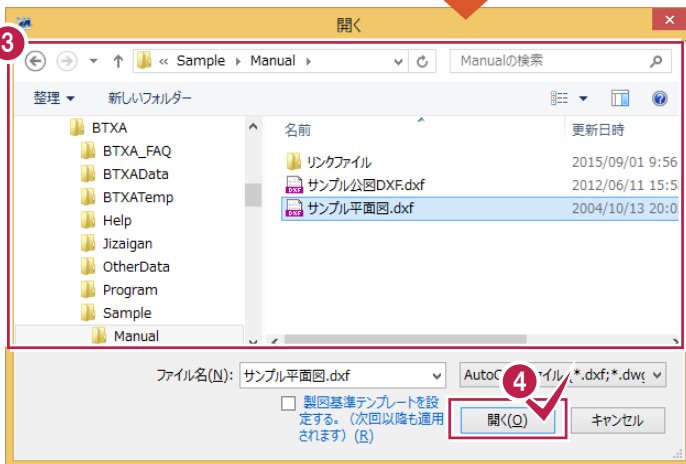 開く
3
« Sample Manual Manualの検索
整理 新しいフォルダー
BTXA
BTXA_FAQ
BTXAData
BTXATemp
Help
Jizaigan
OtherData
Program
Sample
Manual
名前 更新日時
リンクファイル 2015/09/01 9:56
サンプル公図DXF.dxf 2012/06/11 15:5
サンプル平面図.dxf 2004/10/13 20:0
ファイル名(N): サンプル平面図.dxf
4
(*.dxf;*.dwg
製図基準テンプレートを設
定する。（次回以降も適用
されます）(R)
開く(O) キャンセル